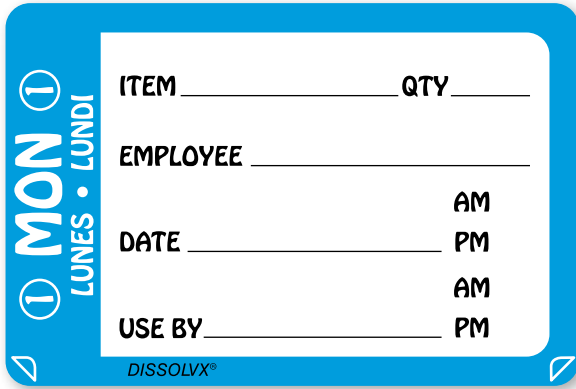 ① MON ①
LUNES • LUNDI
ITEM QTY
EMPLOYEE
AM
DATE PM
AM
USE BY PM
DISSOLVX®